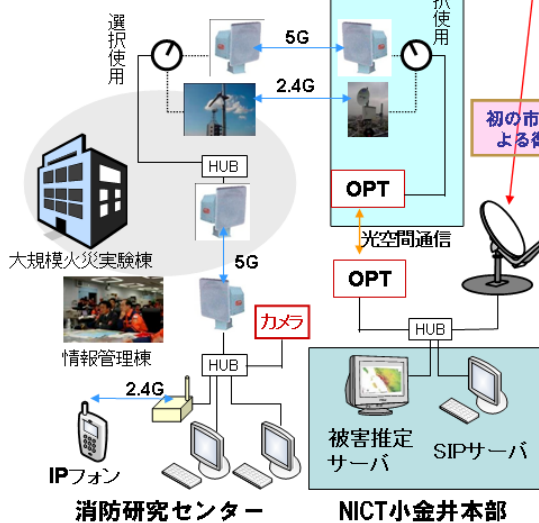 選択使用
択使用
5G
2.4G
初の市
よる衛
HUB
OPT
光空間通信
大規模火災実験棟
5G
OPT
カメラ
HUB
情報管理棟
HUB
2.4G
被害推定
サーバ
SIPサーバ
IPフォン
消防研究センター
NICT小金井本部